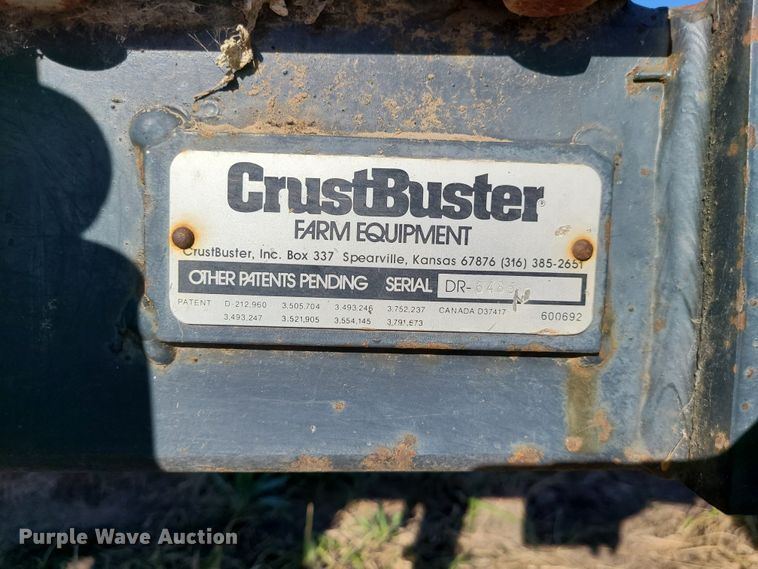 CrustBuster®
FARM EQUIPMENT
CrustBuster, Inc. Box 337 Spearville, Kansas 67876 (316) 385-2651
OTHER PATENTS PENDING SERIAL DR-
PATENT D-212,960 3,505,704 3,493,246 3,752,237 CANADA D37417
3,493,247 3,521,905 3,554,145 3,791,673 600692
Purple Wave Auction®